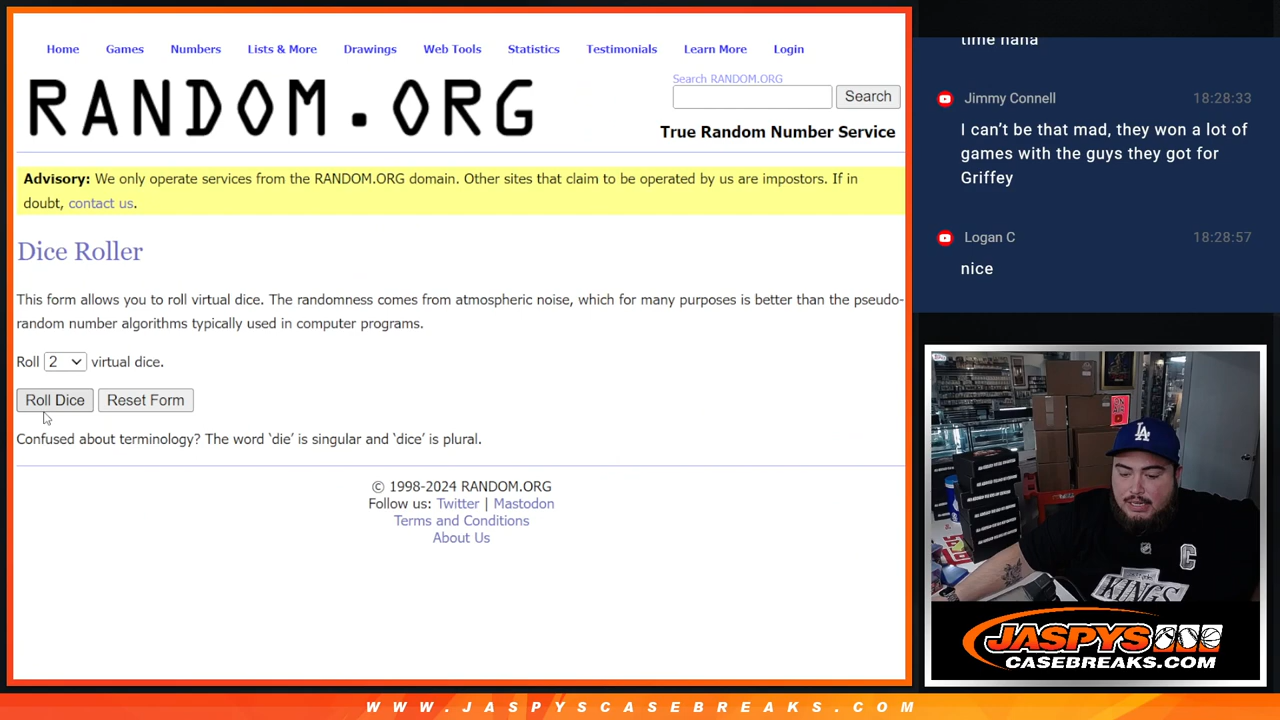 Home Games Numbers Lists & More Drawings Web Tools Statistics Testimonials Learn More Login
RANDOM.ORG
Search RANDOM.ORG
Search
True Random Number Service
Advisory: We only operate services from the RANDOM.ORG domain. Other sites that claim to be operated by us are impostors. If in
doubt, contact us.
Dice Roller
This form allows you to roll virtual dice. The randomness comes from atmospheric noise, which for many purposes is better than the pseudo-
random number algorithms typically used in computer programs.
Roll 2 virtual dice.
Roll Dice Reset Form
Confused about terminology? The word ‘die’ is singular and ‘dice’ is plural.
© 1998-2024 RANDOM.ORG
Follow us: Twitter | Mastodon
Terms and Conditions
About Us
time haha
Jimmy Connell 18:28:33
I can’t be that mad, they won a lot of
games with the guys they got for
Griffey
Logan C 18:28:57
nice
LA
C
KINGS
JASPYS
CASEBREAKS.COM
WWW.JASPYSCASEBREAKS.COM